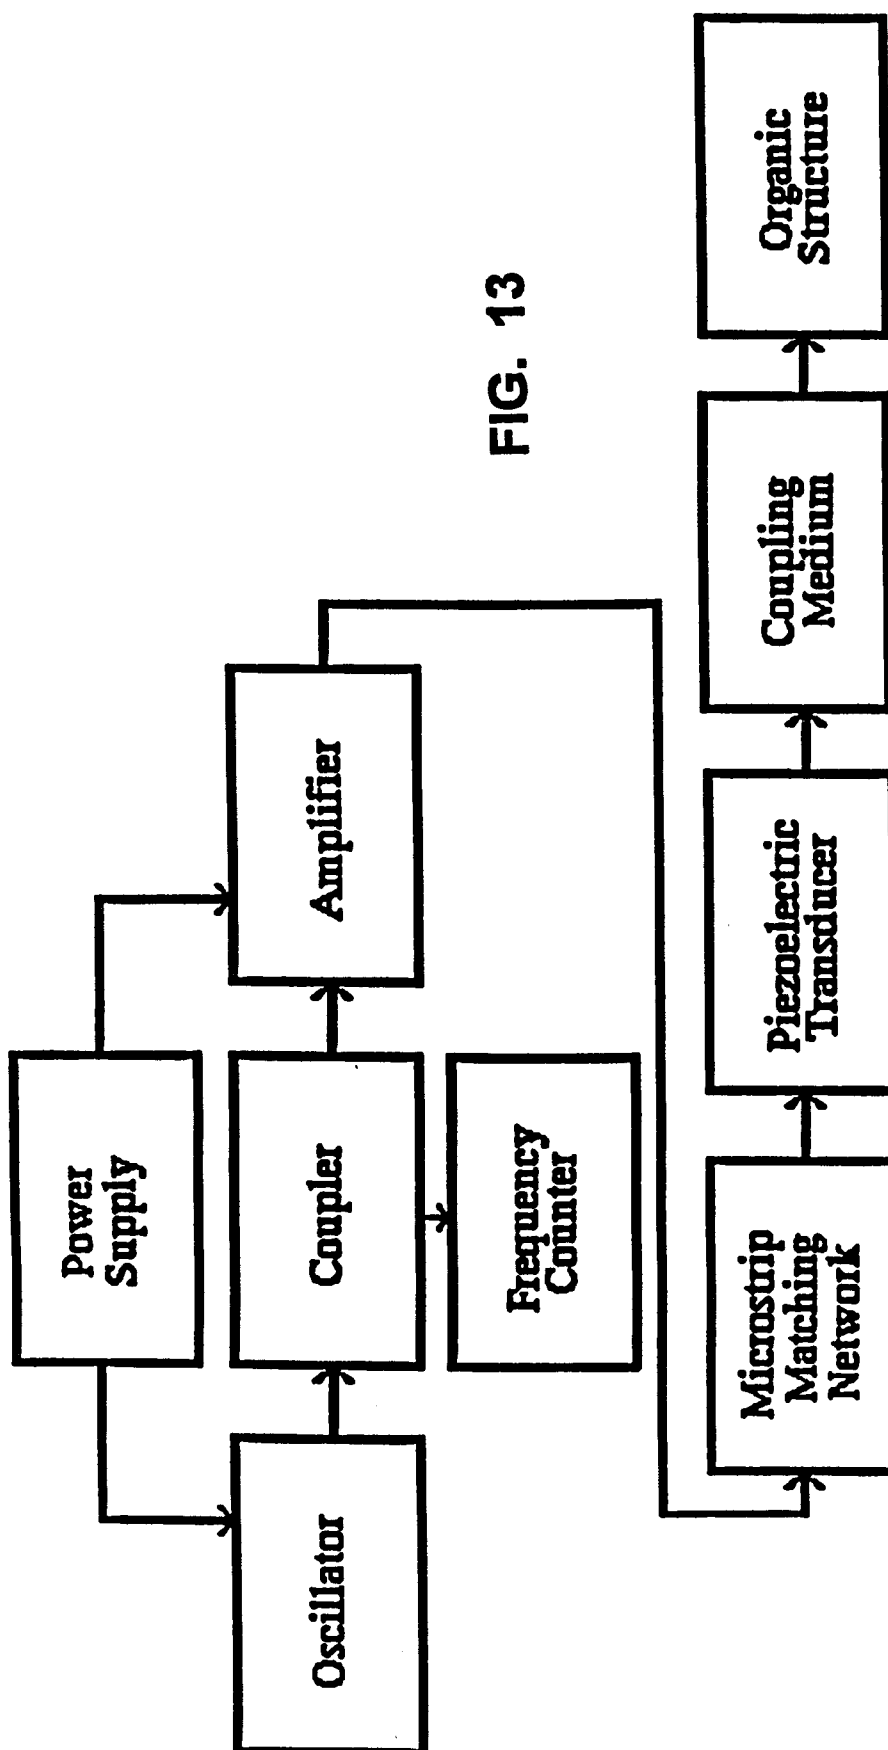 Power
Supply
Oscillator
Coupler
Amplifier
Frequency
Counter
FIG. 13
Microstrip
Matching
Network
Piezoelectric
Transducer
Coupling
Medium
Organic
Structure